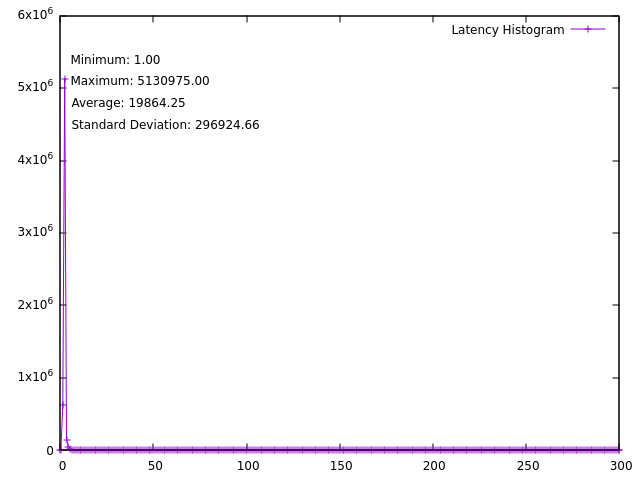 6x10⁶
Latency Histogram
Minimum: 1.00
Maximum: 5130975.00
5x10⁶
Average: 19864.25
Standard Deviation: 296924.66
4x10⁶
3x10⁶
2x10⁶
1x10⁶
0
0 50 100 150 200 250 300